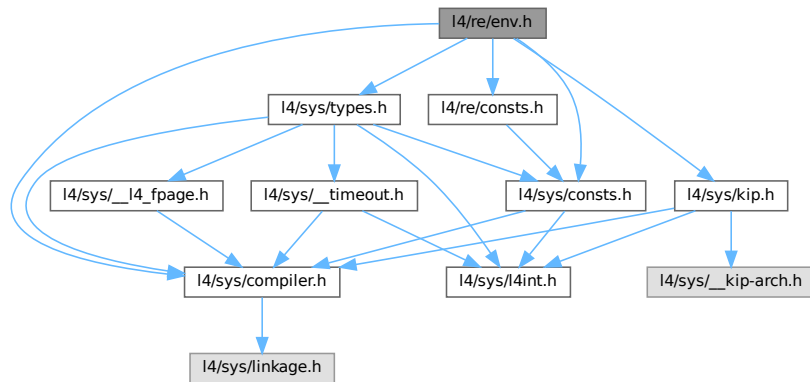 l4/re/env.h
l4/sys/types.h
l4/re/consts.h
l4/sys/__l4_fpage.h
l4/sys/__timeout.h
l4/sys/consts.h
l4/sys/kip.h
l4/sys/compiler.h
l4/sys/l4int.h
l4/sys/__kip-arch.h
l4/sys/linkage.h